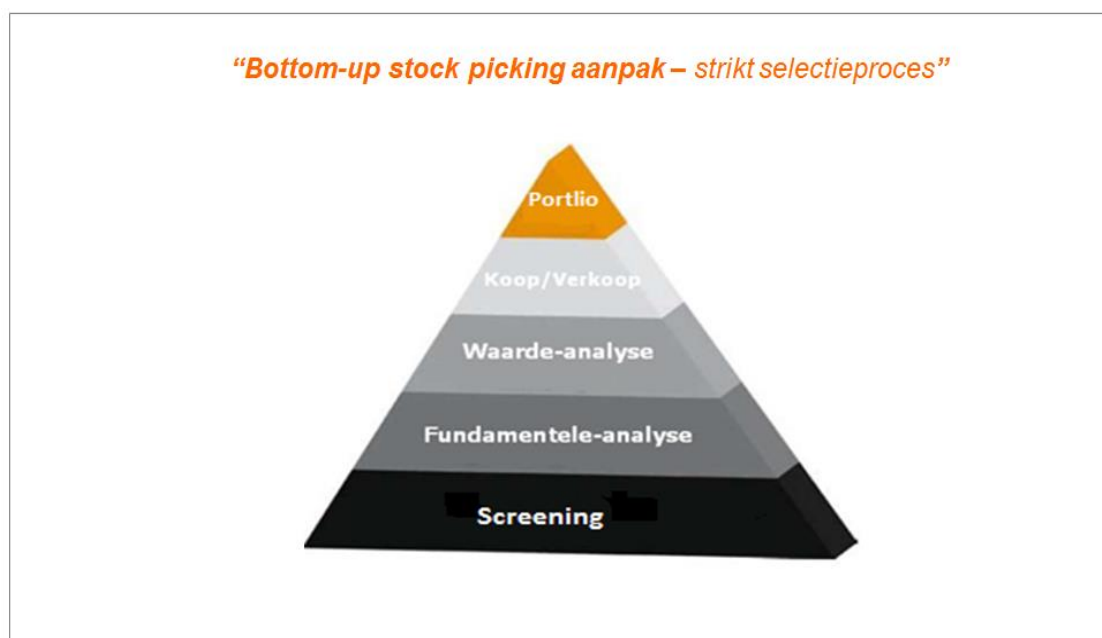 “Bottom-up stock picking aanpak – strikt selectieproces”
Portlio
Koop/Verkoop
Waarde-analyse
Fundamentele-analyse
Screening